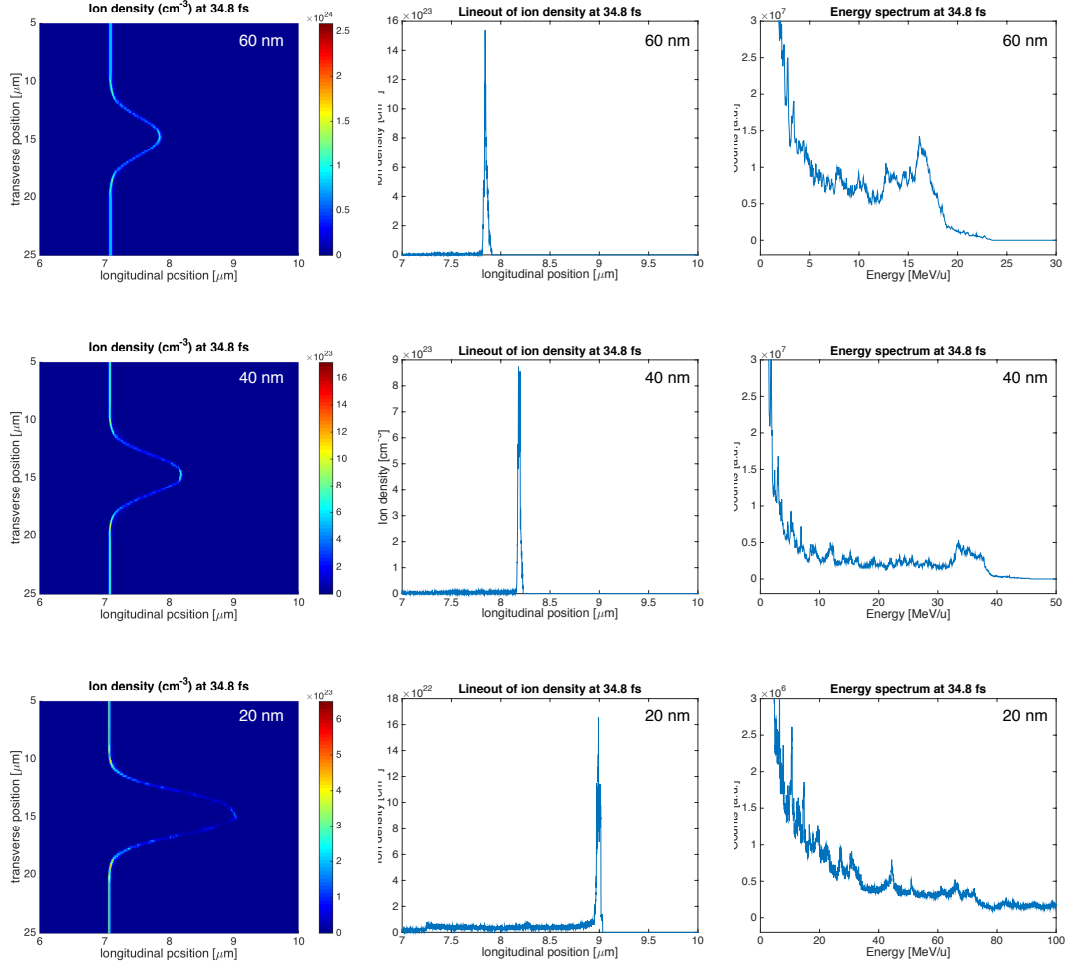 Ion density (cm⁻³) at 34.8 fs
×10²⁴
60 nm
5
10
15
20
25
transverse position [μm]
6 7 8 9 10
longitudinal position [μm]
2.5
2
1.5
1
0.5
0
Lineout of ion density at 34.8 fs
×10²³
60 nm
16
14
12
10
8
6
4
2
0
7 7.5 8 8.5 9 9.5 10
longitudinal position [μm]
Energy spectrum at 34.8 fs
×10⁷
60 nm
3
2.5
2
1.5
1
0.5
0
0 5 10 15 20 25 30
Energy [MeV/u]
Ion density (cm⁻³) at 34.8 fs
×10²³
40 nm
5
10
15
20
25
transverse position [μm]
6 7 8 9 10
longitudinal position [μm]
16
14
12
10
8
6
4
2
0
Lineout of ion density at 34.8 fs
×10²³
40 nm
9
8
7
6
5
4
3
2
1
0
Ion density [cm⁻³]
7 7.5 8 8.5 9 9.5 10
longitudinal position [μm]
Energy spectrum at 34.8 fs
×10⁷
40 nm
3
2.5
2
1.5
1
0.5
0
0 10 20 30 40 50
Energy [MeV/u]
Ion density (cm⁻³) at 34.8 fs
×10²³
20 nm
5
10
15
20
25
transverse position [μm]
6 7 8 9 10
longitudinal position [μm]
6
5
4
3
2
1
0
Lineout of ion density at 34.8 fs
×10²²
20 nm
18
16
14
12
10
8
6
4
2
0
7 7.5 8 8.5 9 9.5 10
longitudinal position [μm]
Energy spectrum at 34.8 fs
×10⁶
20 nm
3
2.5
2
1.5
1
0.5
0
0 20 40 60 80 100
Energy [MeV/u]